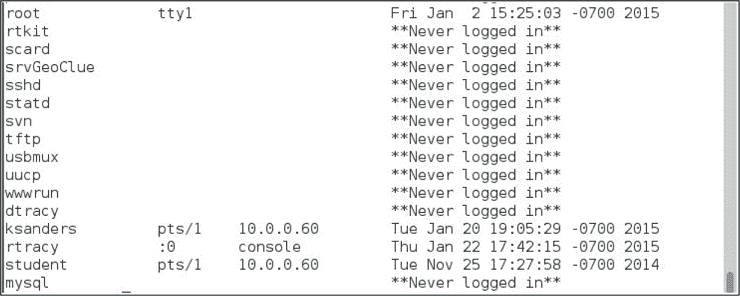 root             tty1                      Fri Jan  2 15:25:03 -0700 2015
rtkit                                      **Never logged in**
scard                                      **Never logged in**
srvGeoClue                                 **Never logged in**
sshd                                       **Never logged in**
statd                                      **Never logged in**
svn                                        **Never logged in**
tftp                                       **Never logged in**
usbmux                                     **Never logged in**
uucp                                       **Never logged in**
wwwrun                                     **Never logged in**
dtracy                                     **Never logged in**
ksanders         pts/1    10.0.0.60        Tue Jan 20 19:05:29 -0700 2015
rtracy           :0       console          Thu Jan 22 17:42:15 -0700 2015
student          pts/1    10.0.0.60        Tue Nov 25 17:27:58 -0700 2014
mysql                                      **Never logged in**